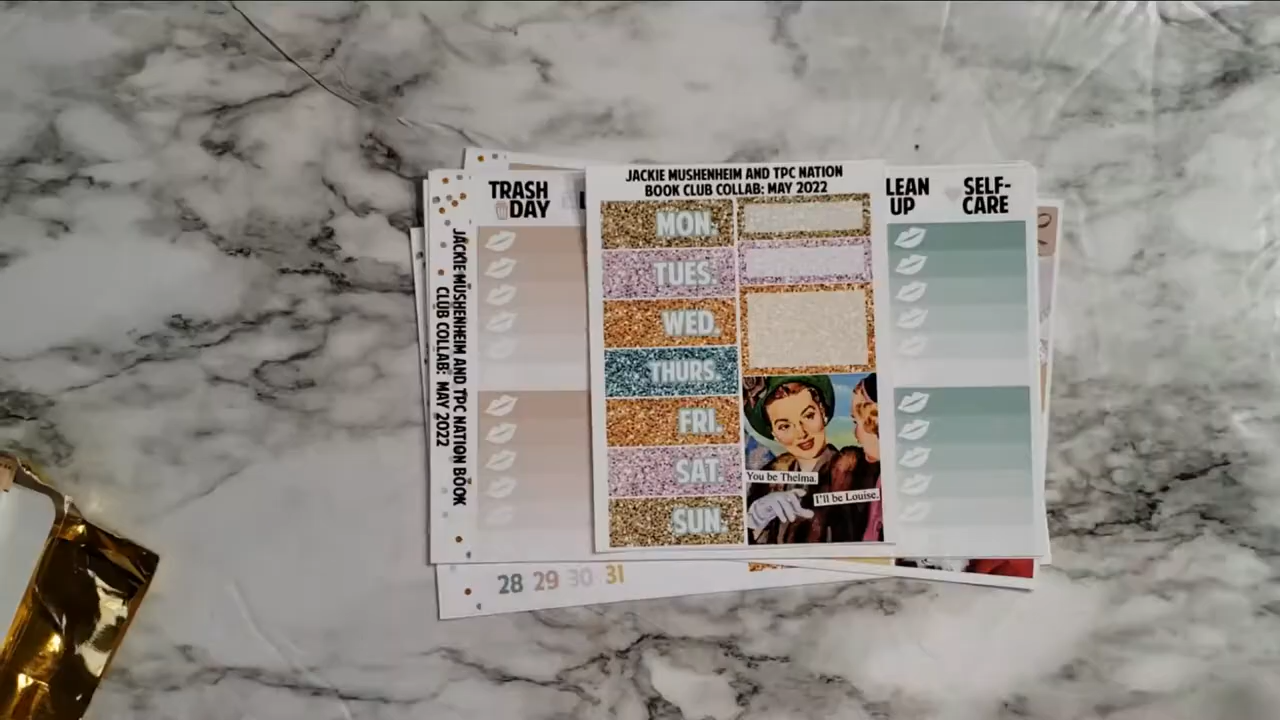 JACKIE MUSHENHEIM AND TPC NATION
BOOK CLUB COLLAB: MAY 2022
TRASH
DAY
LEAN
UP
SELF-
CARE
JACKIE MUSHENHEIM AND TPC NATION BOOK
CLUB COLLAB: MAY 2022
MON.
TUES.
WED.
THURS.
FRI.
SAT.
SUN.
You be Thelma.
I'll be Louise.
28 29 30 31